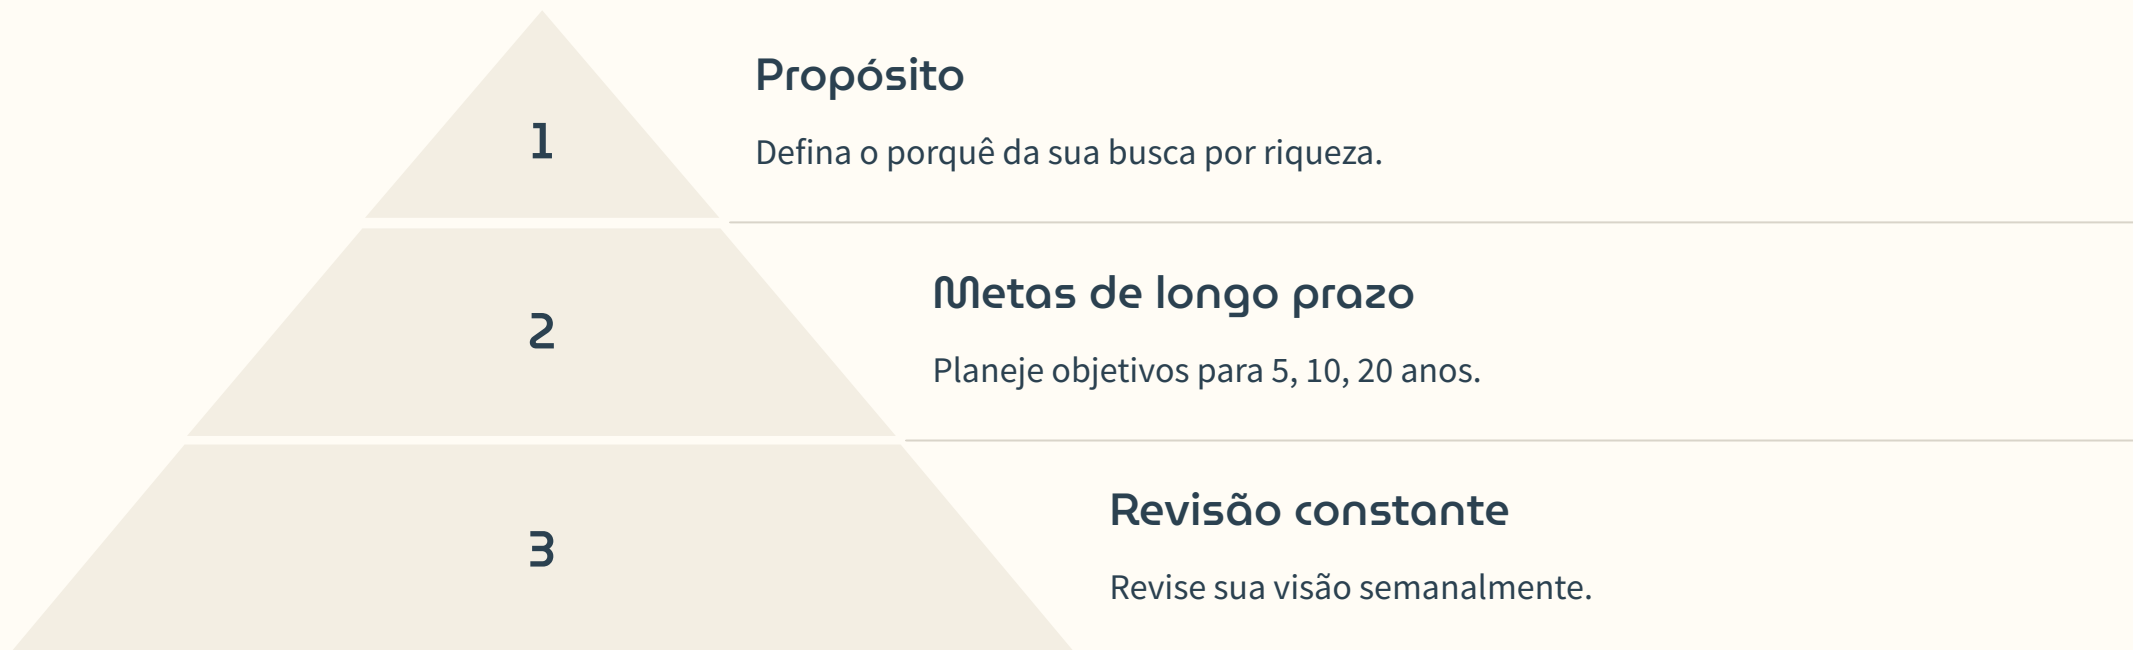 1
Propósito
Defina o porquê da sua busca por riqueza.
2
Metas de longo prazo
Planeje objetivos para 5, 10, 20 anos.
3
Revisão constante
Revise sua visão semanalmente.